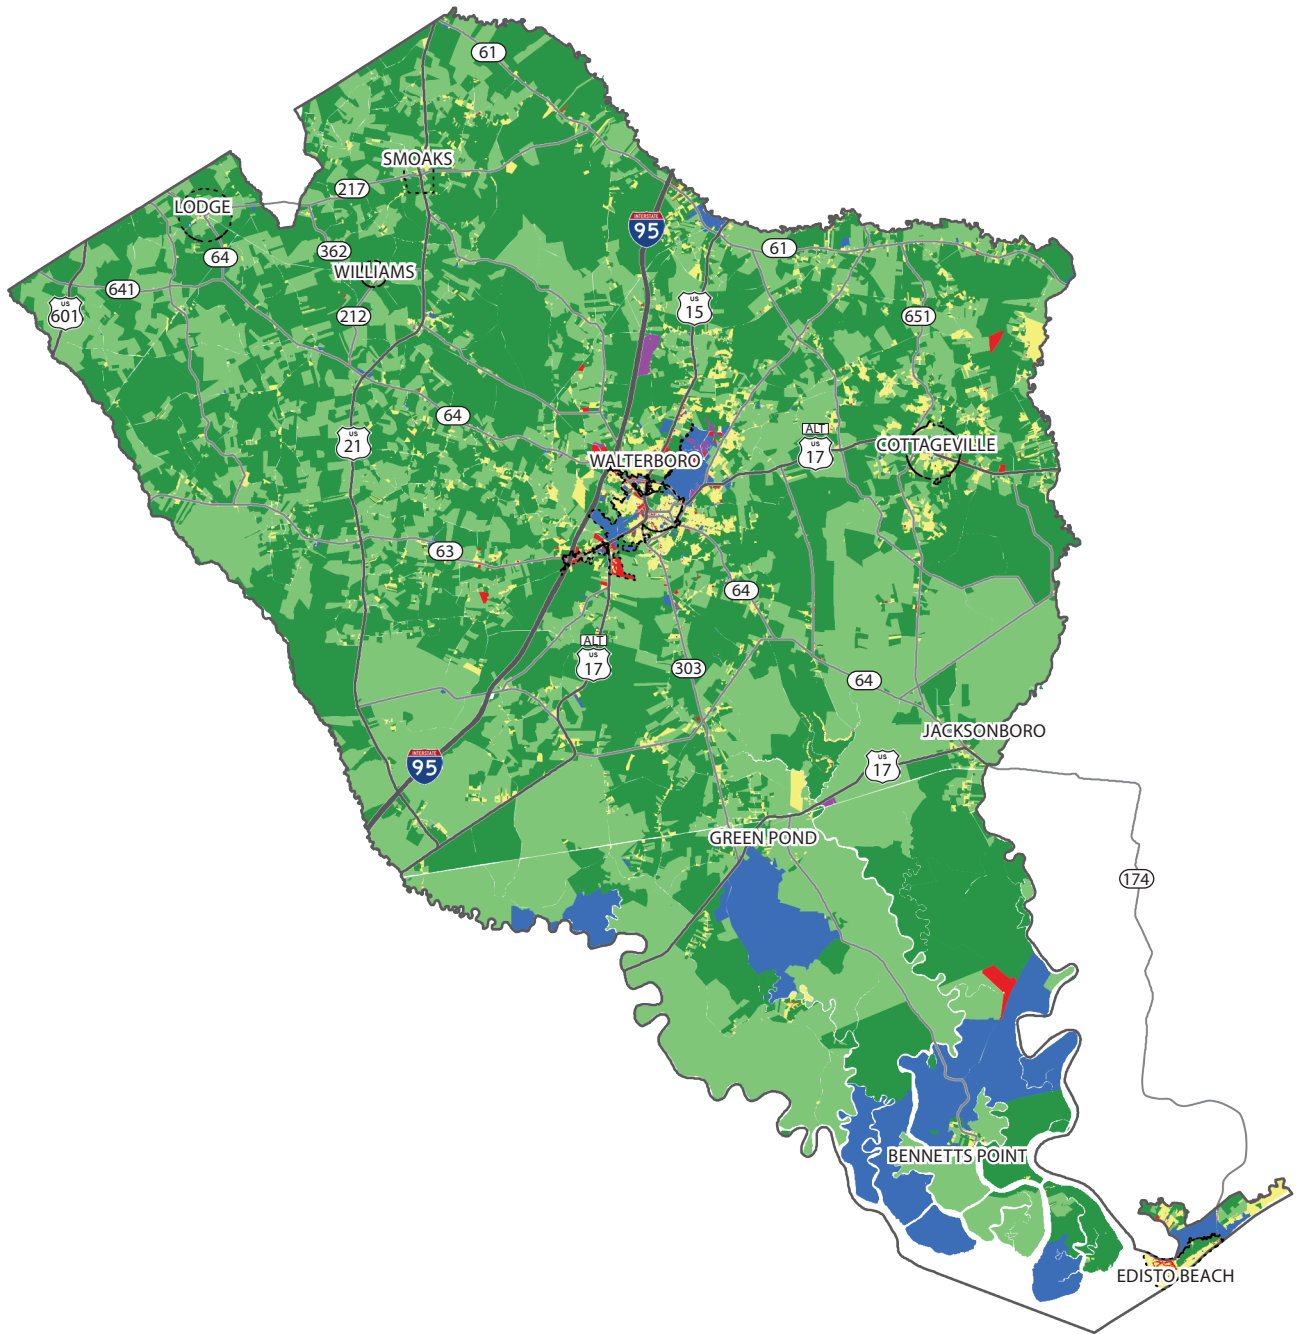 61
SMOAKS
217
LODGE
INTERSTATE
95
61
362
64
WILLIAMS
641
US
601
US
15
212
651
64
ALT
US
17
US
21
COTTAGEVILLE
WALTERBORO
63
64
ALT
US
17
303
64
JACKSONBORO
INTERSTATE
95
US
17
GREEN POND
174
BENNETTS POINT
EDISTO BEACH